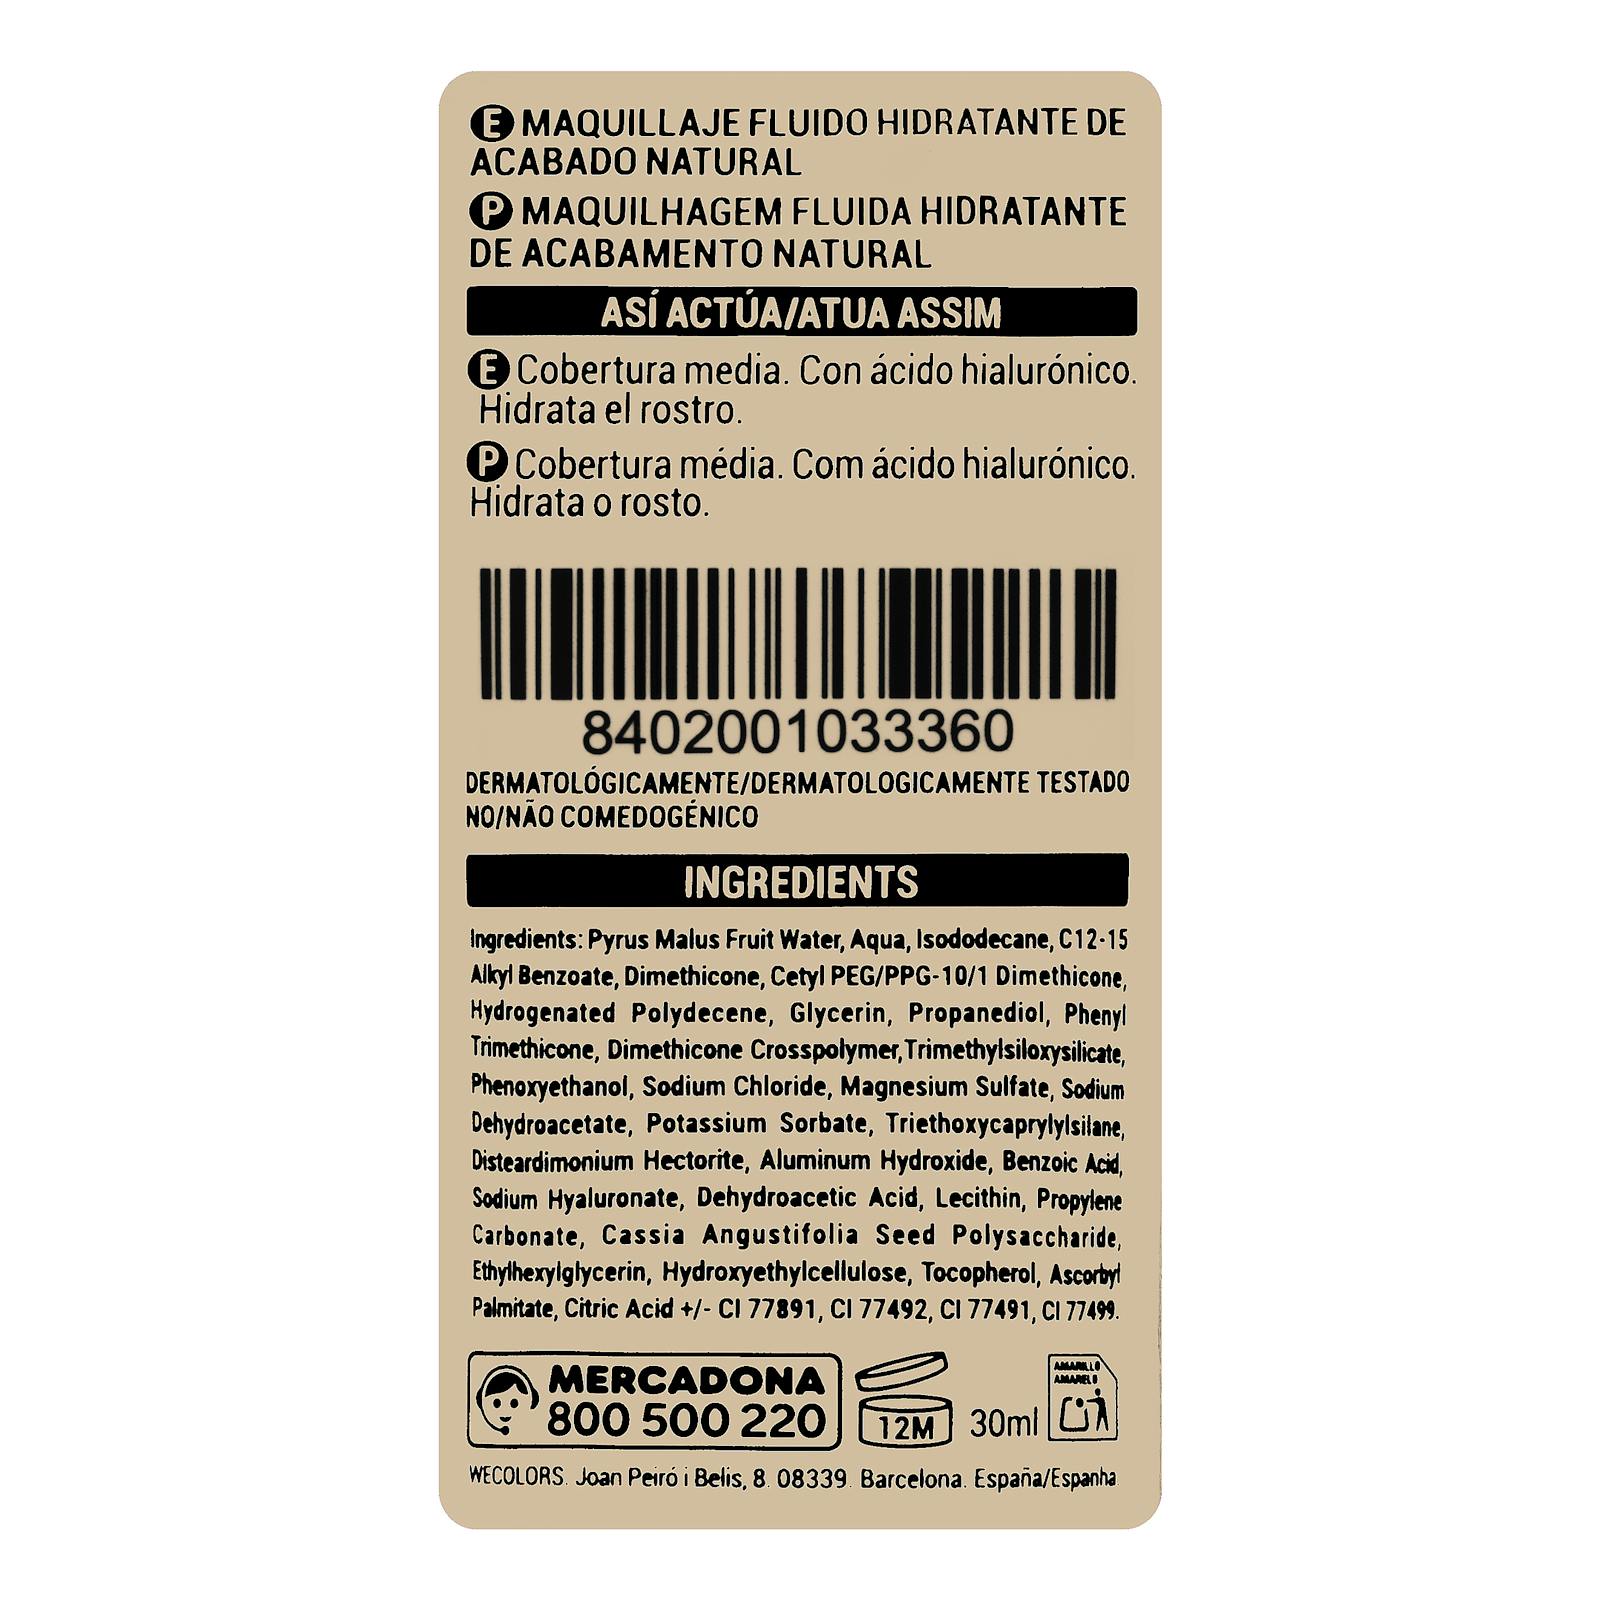 E MAQUILLAJE FLUIDO HIDRATANTE DE
ACABADO NATURAL
P MAQUILHAGEM FLUIDA HIDRATANTE
DE ACABAMENTO NATURAL
ASÍ ACTÚA/ATUA ASSIM
E Cobertura media. Con ácido hialurónico.
Hidrata el rostro.
P Cobertura média. Com ácido hialurónico.
Hidrata o rosto.
8402001033360
DERMATOLÓGICAMENTE/DERMATOLOGICAMENTE TESTADO
NO/NÃO COMEDOGÉNICO
INGREDIENTS
Ingredients: Pyrus Malus Fruit Water, Aqua, Isododecane, C12-15
Alkyl Benzoate, Dimethicone, Cetyl PEG/PPG-10/1 Dimethicone,
Hydrogenated Polydecene, Glycerin, Propanediol, Phenyl
Trimethicone, Dimethicone Crosspolymer,Trimethylsiloxysilicate,
Phenoxyethanol, Sodium Chloride, Magnesium Sulfate, Sodium
Dehydroacetate, Potassium Sorbate, Triethoxycaprylylsilane,
Disteardimonium Hectorite, Aluminum Hydroxide, Benzoic Acid,
Sodium Hyaluronate, Dehydroacetic Acid, Lecithin, Propylene
Carbonate, Cassia Angustifolia Seed Polysaccharide,
Ethylhexylglycerin, Hydroxyethylcellulose, Tocopherol, Ascorbyl
Palmitate, Citric Acid +/- CI 77891, CI 77492, CI 77491, CI 77499.
MERCADONA
800 500 220
12M
30ml
AMARILLO
AMARELO
WECOLORS. Joan Peiró i Belis, 8. 08339. Barcelona. España/Espanha